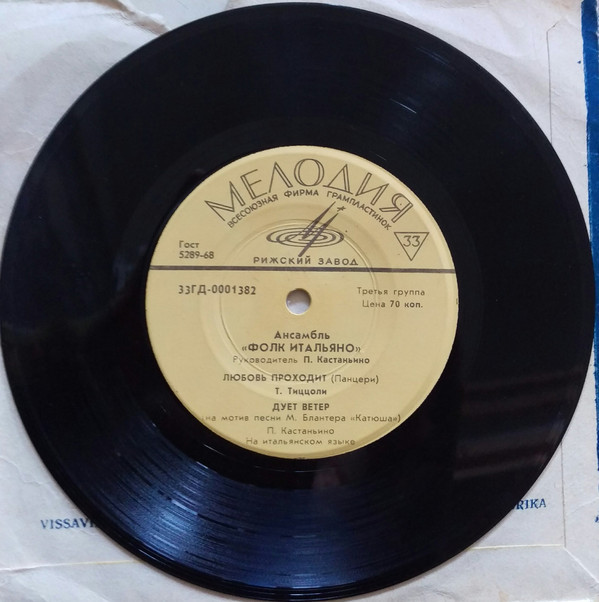 МЕЛОДИЯ
ВСЕСОЮЗНАЯ ФИРМА ГРАМПЛАСТИНОК
33
Гост
5289-68
РИЖСКИЙ ЗАВОД
33ГД-0001382
Третья группа
Цена 70 коп.
Ансамбль
«ФОЛК ИТАЛЬЯНО»
Руководитель П. Кастаньино
ЛЮБОВЬ ПРОХОДИТ (Панцери)
Т. Тиццоли
ДУЕТ ВЕТЕР
(на мотив песни М. Блантера «Катюша»)
П. Кастаньино
На итальянском языке
VISSAVI
RIKA